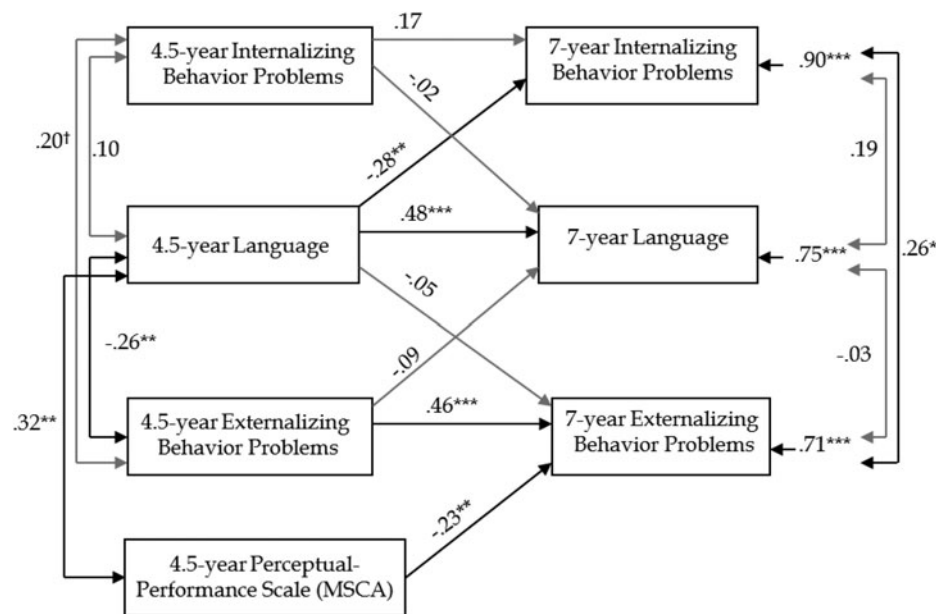 .17
4.5-year Internalizing
Behavior Problems
7-year Internalizing
Behavior Problems
.90***
-.02
.20†
.10
-.28**
.19
.48***
4.5-year Language
7-year Language
.75***
.26*
-.05
-.26**
-.09
-.03
.32**
4.5-year Externalizing
Behavior Problems
.46***
7-year Externalizing
Behavior Problems
.71***
-.23**
4.5-year Perceptual-
Performance Scale (MSCA)